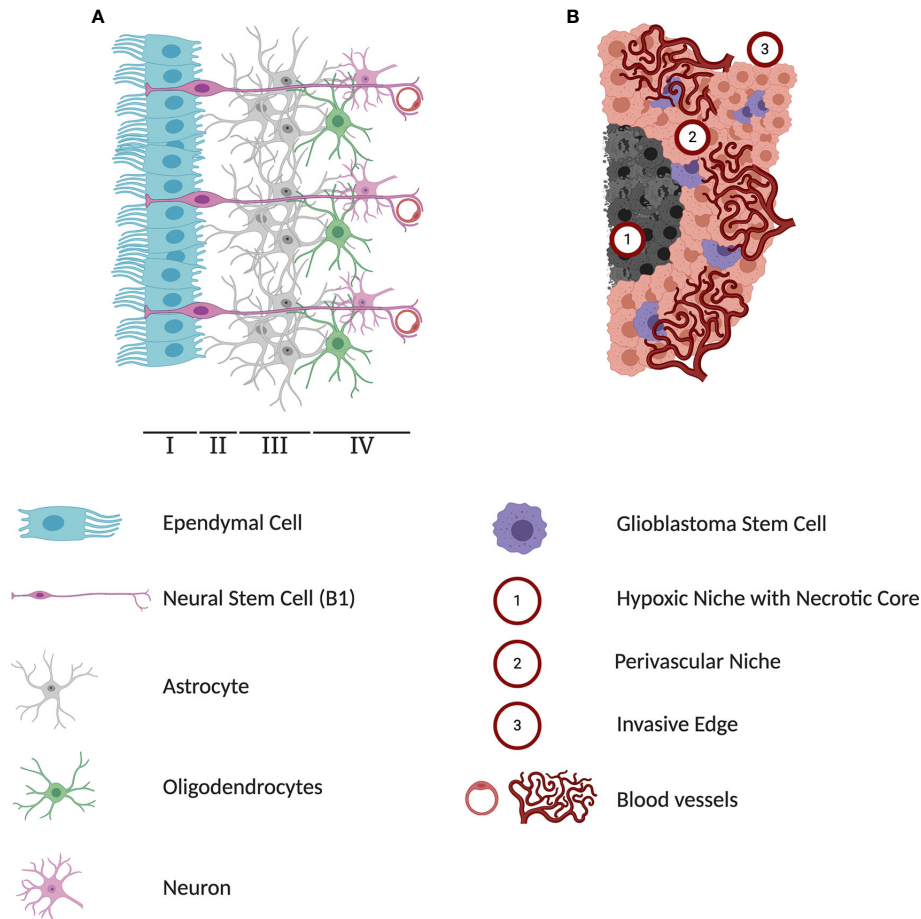 A
B
3
2
1
I II III IV
Ependymal Cell
Neural Stem Cell (B1)
Astrocyte
Oligodendrocytes
Neuron
Glioblastoma Stem Cell
1 Hypoxic Niche with Necrotic Core
2 Perivascular Niche
3 Invasive Edge
Blood vessels